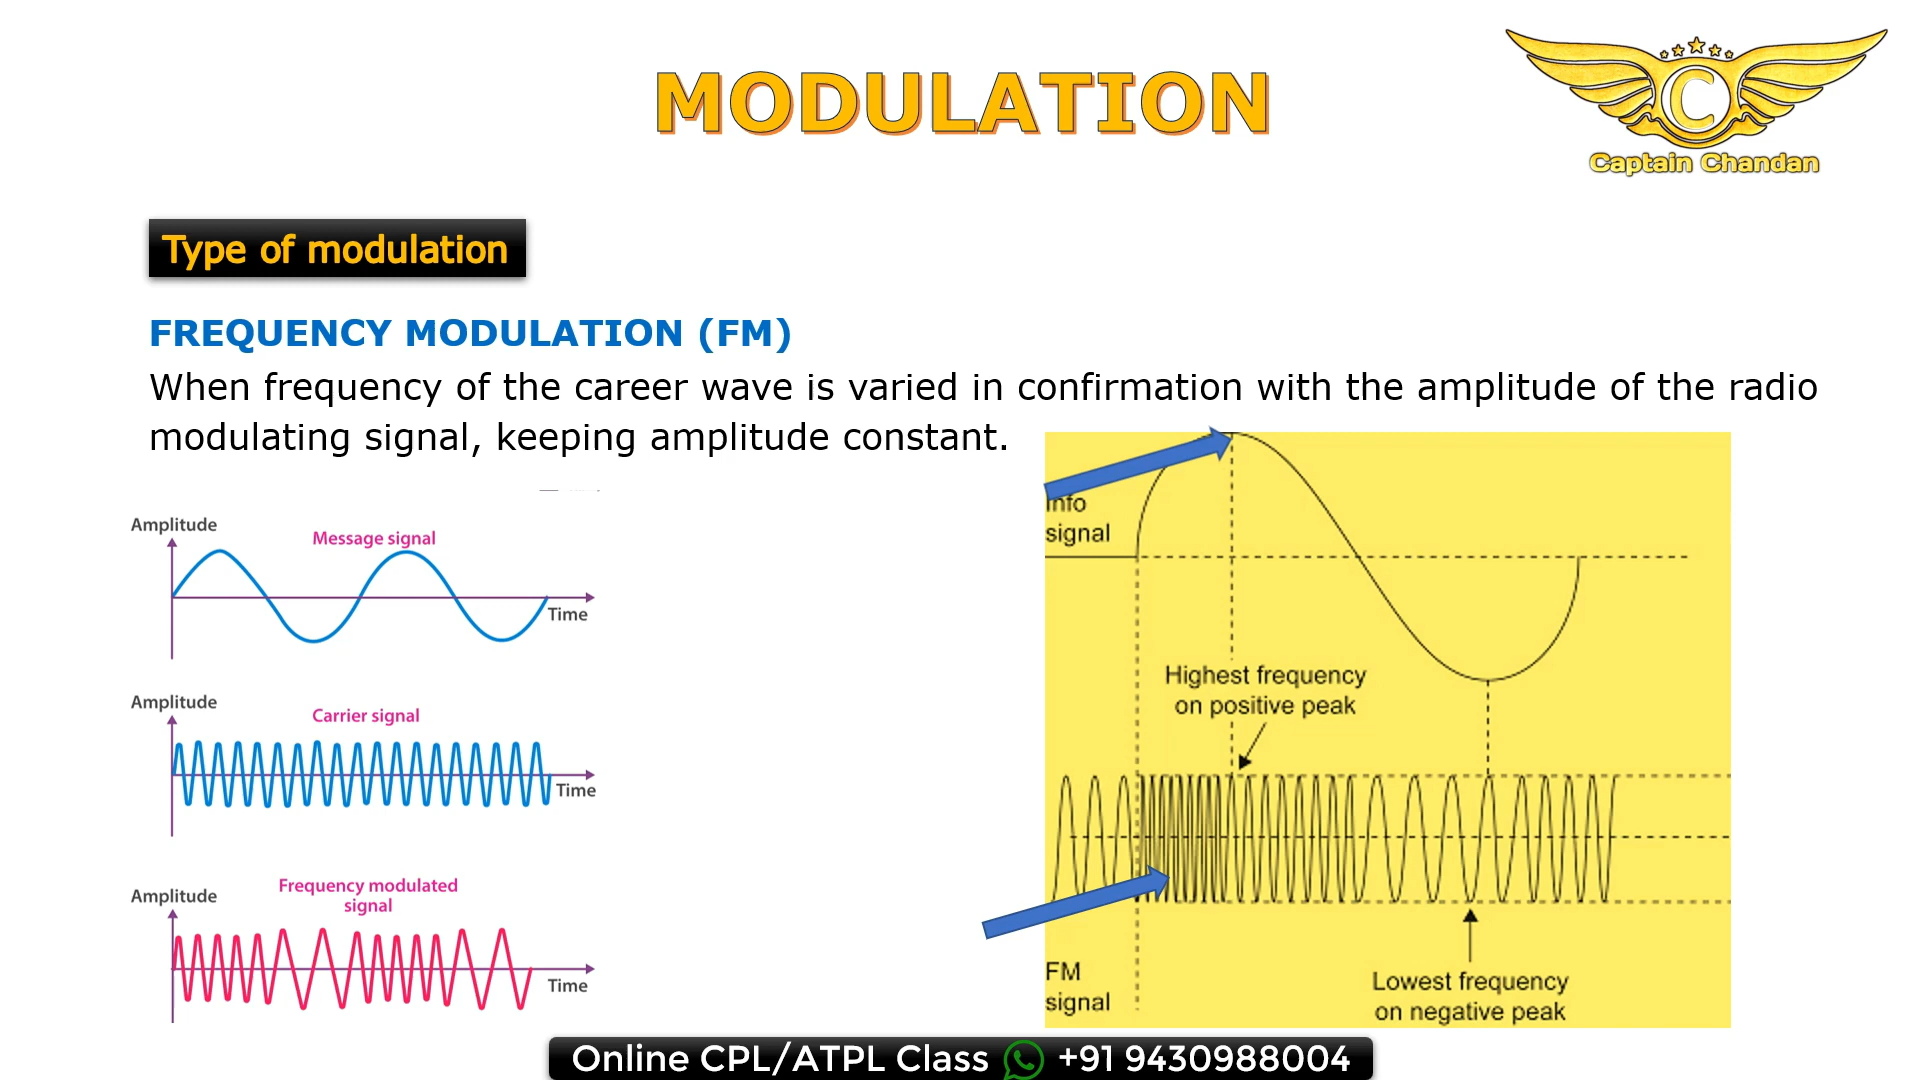 MODULATION
C
Captain Chandan
Type of modulation
FREQUENCY MODULATION (FM)
When frequency of the career wave is varied in confirmation with the amplitude of the radio
modulating signal, keeping amplitude constant.
Amplitude
Message signal
Time
Amplitude
Carrier signal
Time
Amplitude
Frequency modulated
signal
Time
Info
signal
Highest frequency
on positive peak
FM
signal
Lowest frequency
on negative peak
Online CPL/ATPL Class +91 9430988004